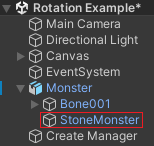 Rotation Example*
Main Camera
Directional Light
Canvas
EventSystem
Monster
Bone001
StoneMonster
Create Manager